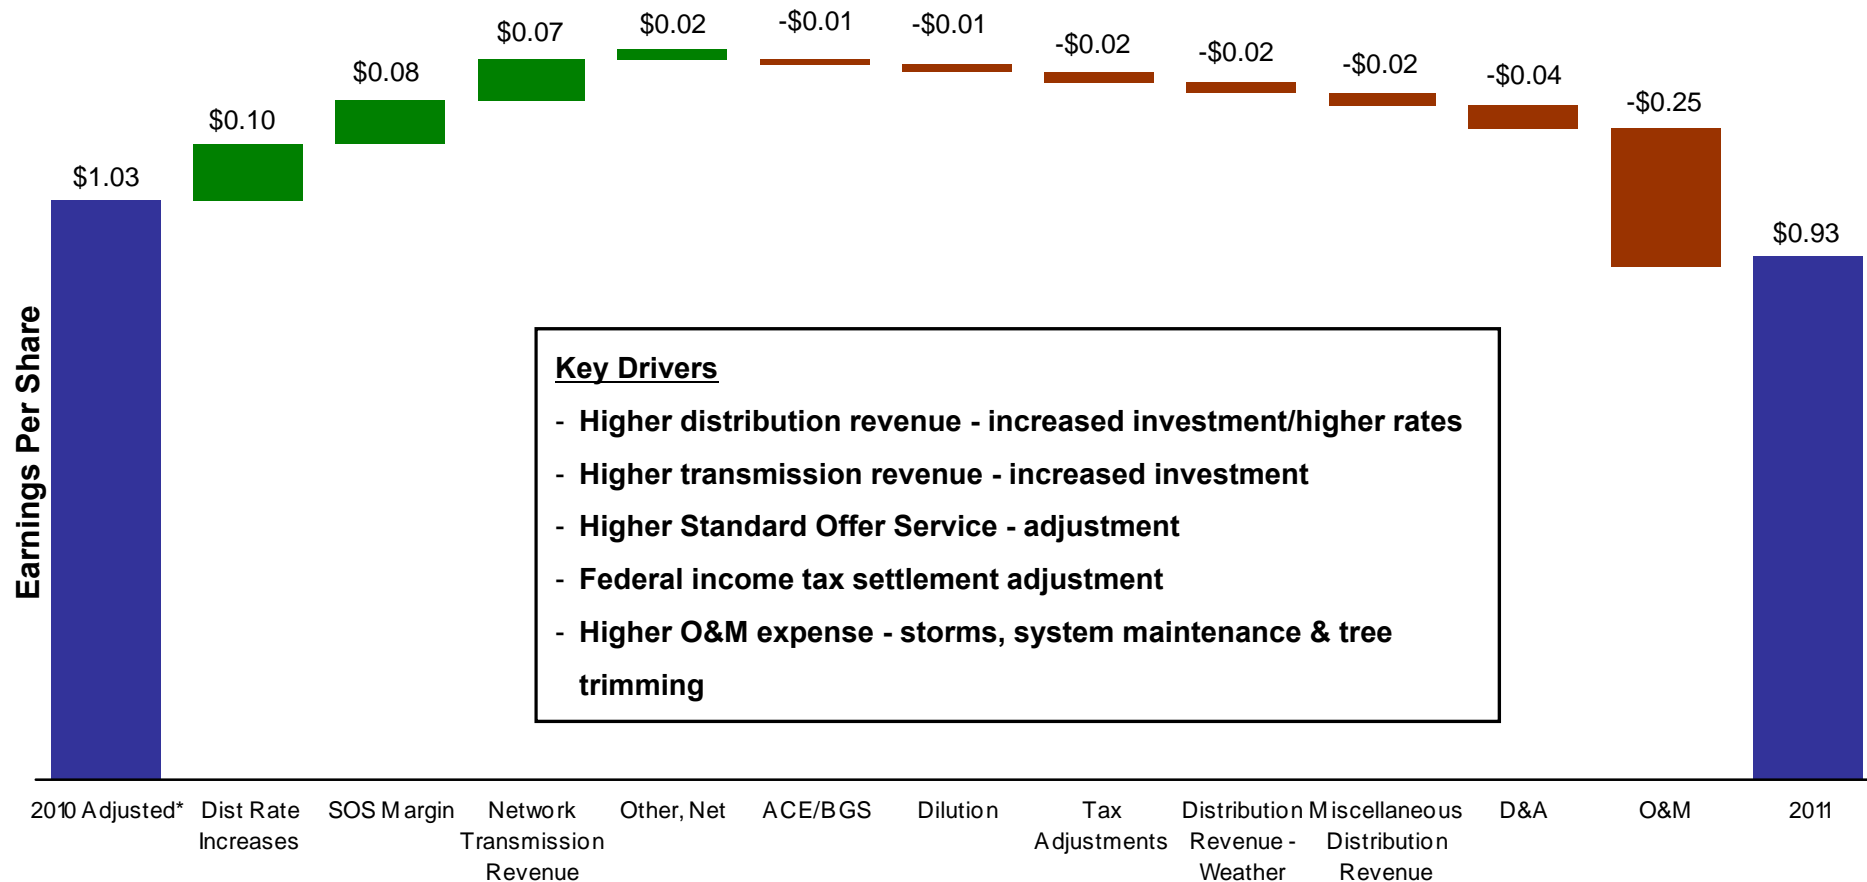 $1.03
$0.10
$0.08
$0.07
$0.02
-$0.01
-$0.01
-$0.02
-$0.02
-$0.02
-$0.04
-$0.25
$0.93
Earnings Per Share
Key Drivers
- Higher distribution revenue - increased investment/higher rates
- Higher transmission revenue - increased investment
- Higher Standard Offer Service - adjustment
- Federal income tax settlement adjustment
- Higher O&M expense - storms, system maintenance & tree
trimming
2010 Adjusted*
Dist Rate
Increases
SOS Margin
Network
Transmission
Revenue
Other, Net
ACE/BGS
Dilution
Tax
Adjustments
Distribution
Revenue -
Weather
Miscellaneous
Distribution
Revenue
D&A
O&M
2011